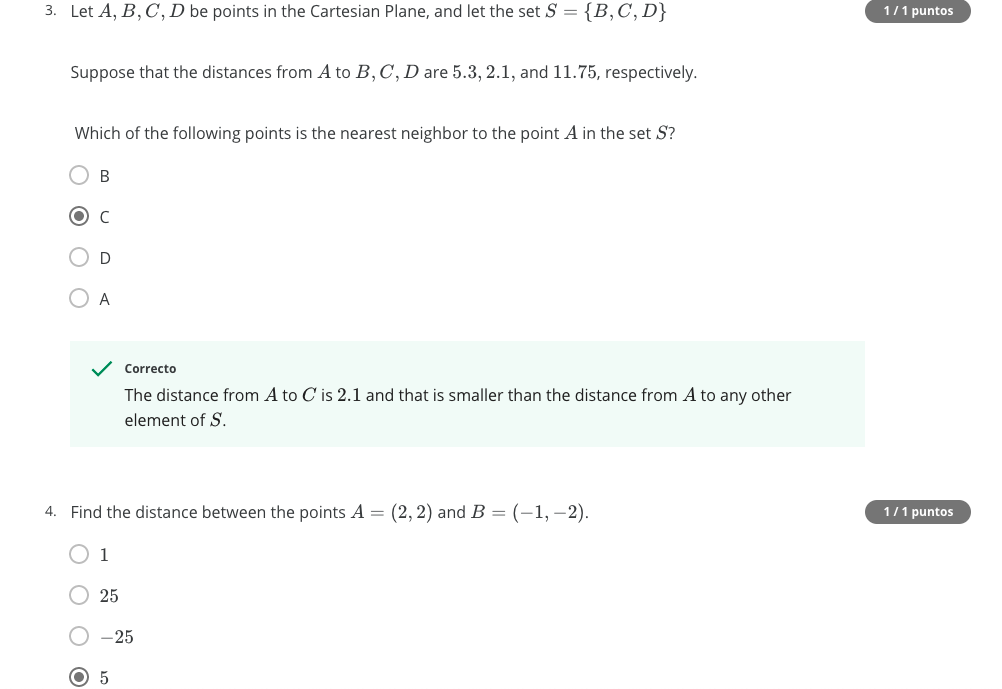 3. Let A, B, C, D be points in the Cartesian Plane, and let the set S = {B, C, D}
1 / 1 puntos
Suppose that the distances from A to B, C, D are 5.3, 2.1, and 11.75, respectively.
Which of the following points is the nearest neighbor to the point A in the set S?
B
C
D
A
Correcto
The distance from A to C is 2.1 and that is smaller than the distance from A to any other
element of S.
4. Find the distance between the points A = (2, 2) and B = (−1, −2).
1 / 1 puntos
1
25
−25
5